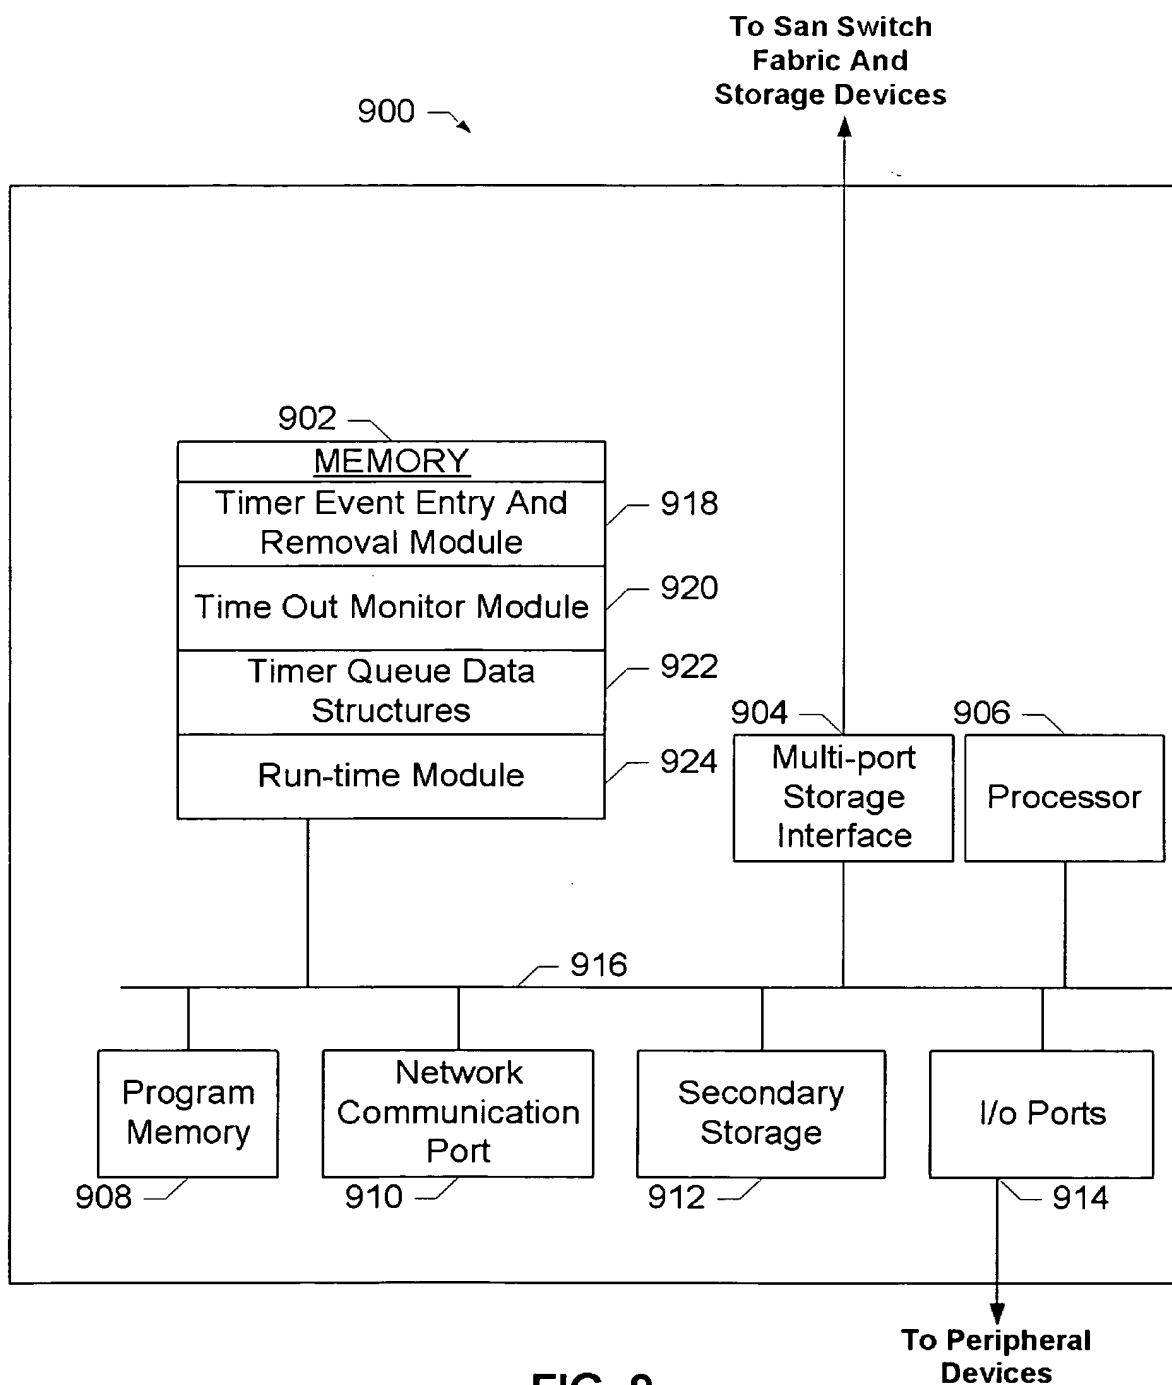 To San Switch
Fabric And
Storage Devices
900
902
MEMORY
Timer Event Entry And
Removal Module
918
Time Out Monitor Module
920
Timer Queue Data
Structures
922
Run-time Module
924
904
Multi-port
Storage
Interface
906
Processor
916
Program
Memory
908
Network
Communication
Port
910
Secondary
Storage
912
I/o Ports
914
To Peripheral
Devices